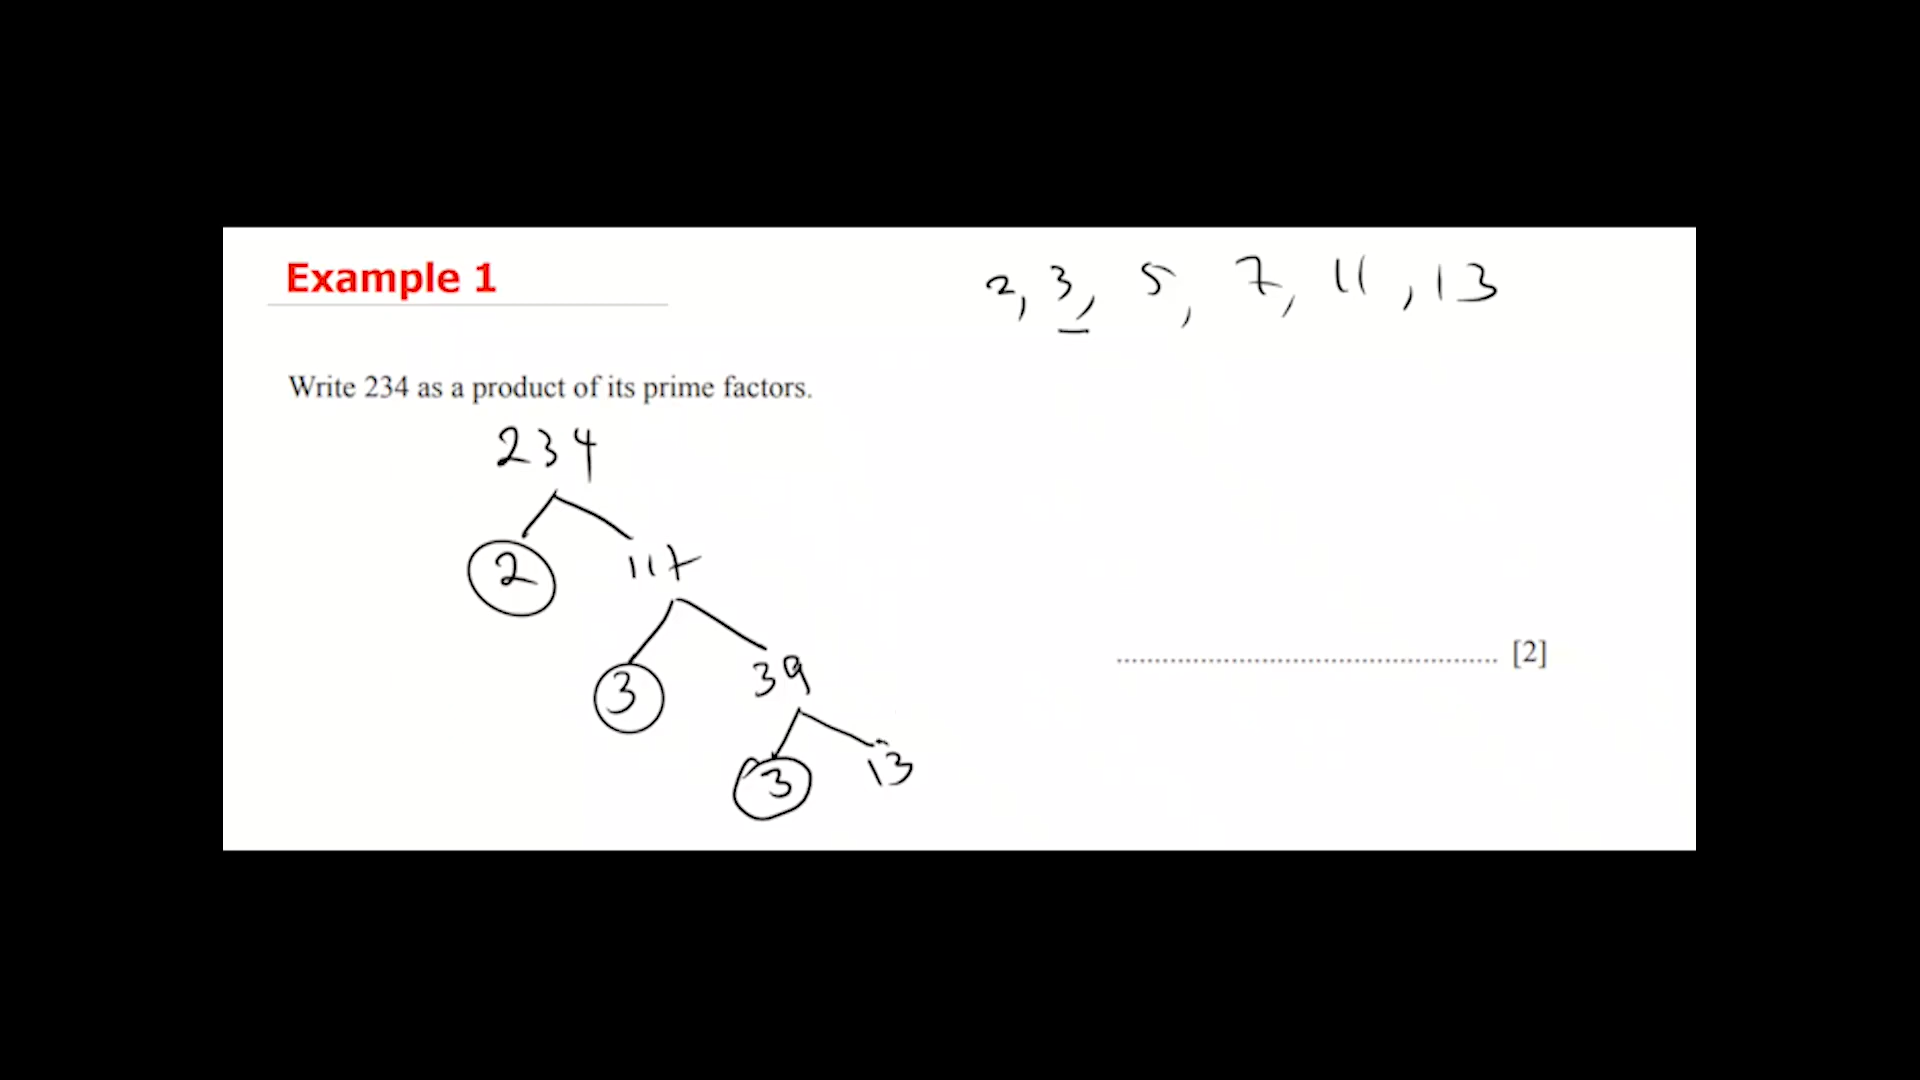 Example 1
2, 3, 5, 7, 11, 13
Write 234 as a product of its prime factors.
234
2 117
3 39
3 13
................................................ [2]